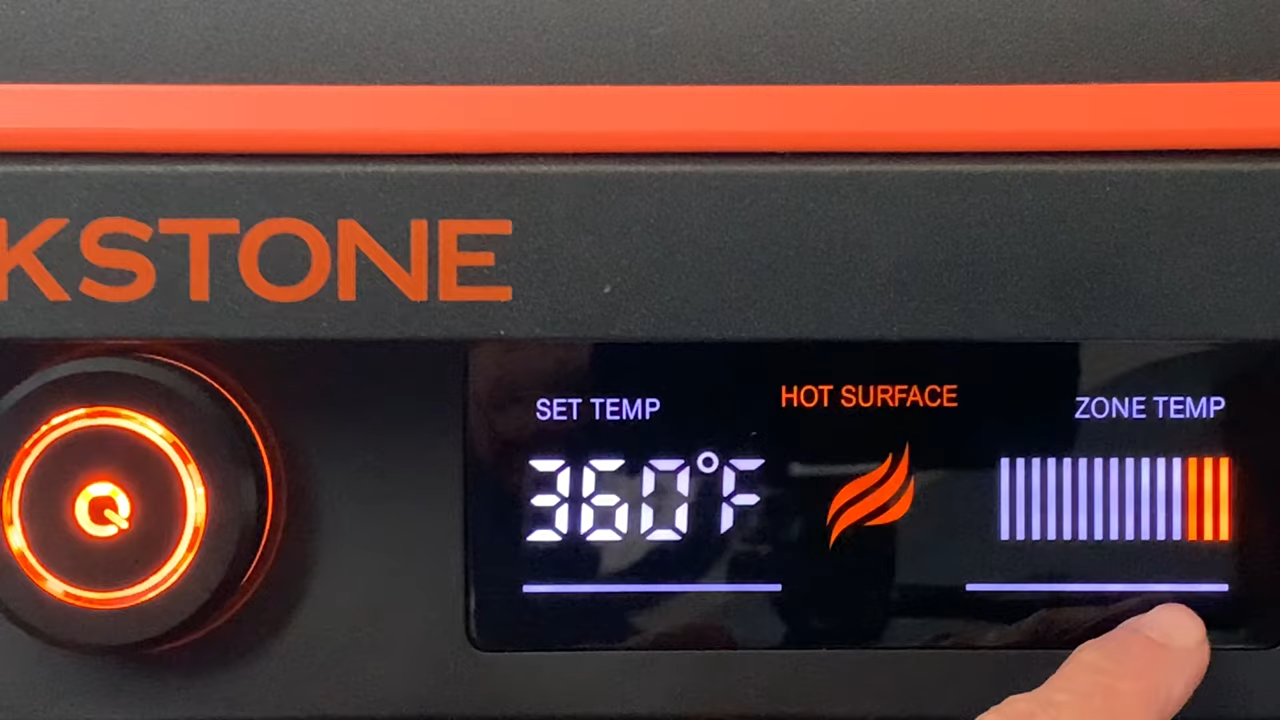 KSTONE
SET TEMP
HOT SURFACE
ZONE TEMP
360°F
Q